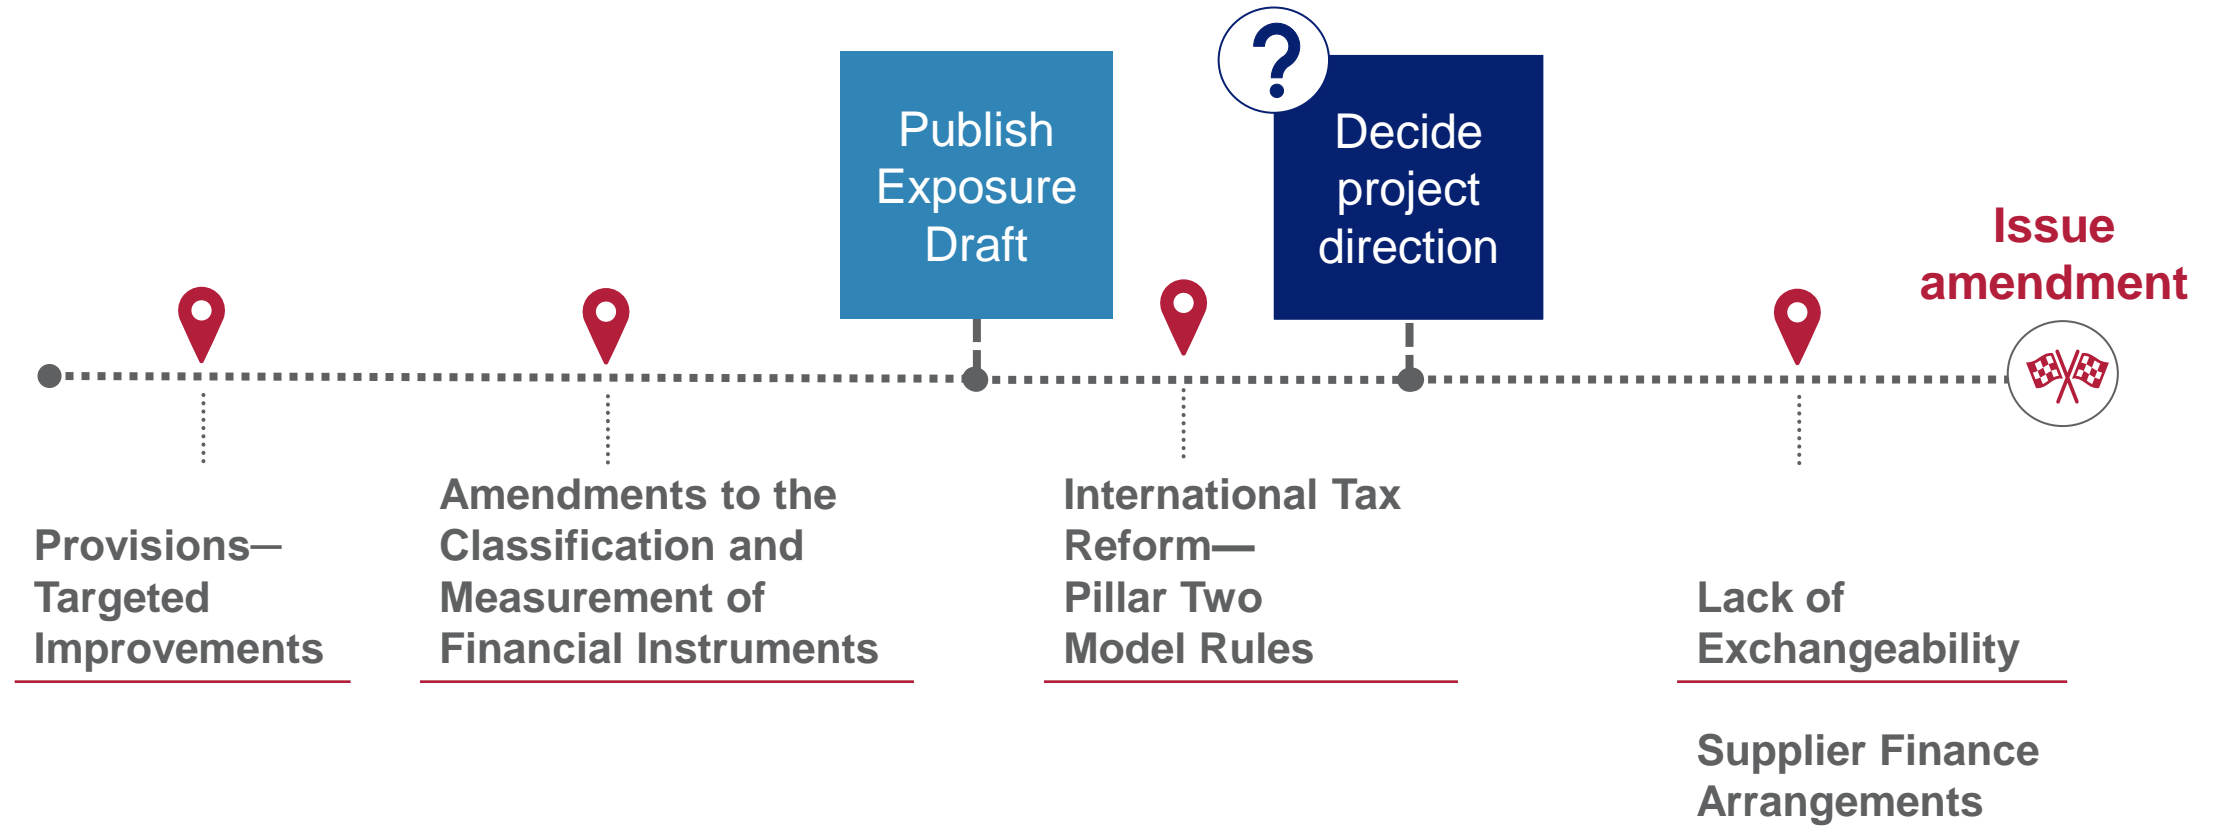 Publish
Exposure
Draft
?
Decide
project
direction
Issue
amendment
Provisions—
Targeted
Improvements
Amendments to the
Classification and
Measurement of
Financial Instruments
International Tax
Reform—
Pillar Two
Model Rules
Lack of
Exchangeability
Supplier Finance
Arrangements